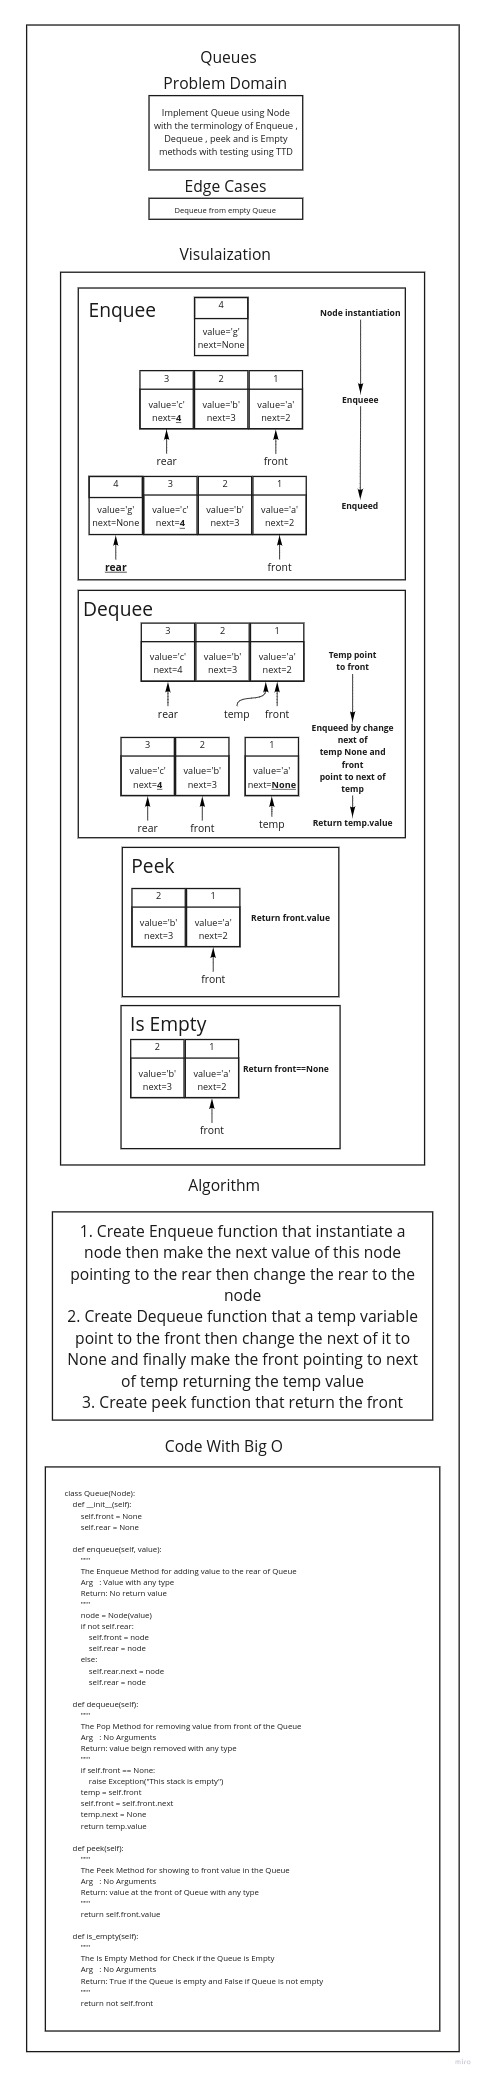 Queues
Problem Domain
Implement Queue using Node
with the terminology of Enqueue ,
Dequeue , peek and is Empty
methods with testing using TTD
Edge Cases
Dequeue from empty Queue
Visulaization
Enquee
4
value='g'
next=None
Node instantiation
3 2 1
value='c' value='b' value='a'
next=4 next=3 next=2
Enqueee
rear front
4 3 2 1
value='g' value='c' value='b' value='a'
next=None next=4 next=3 next=2
Enqueed
rear front
Dequee
3 2 1
value='c' value='b' value='a'
next=4 next=3 next=2
Temp point
to front
rear temp front
Enqueed by change
next of
temp None and
front
point to next of
temp
3 2 1
value='c' value='b' value='a'
next=4 next=3 next=None
rear front temp
Return temp.value
Peek
2 1
value='b' value='a'
next=3 next=2
Return front.value
front
Is Empty
2 1
value='b' value='a'
next=3 next=2
Return front==None
front
Algorithm
1. Create Enqueue function that instantiate a
node then make the next value of this node
pointing to the rear then change the rear to the
node
2. Create Dequeue function that a temp variable
point to the front then change the next of it to
None and finally make the front pointing to next
of temp returning the temp value
3. Create peek function that return the front
Code With Big O
class Queue(Node):
def __init__(self):
self.front = None
self.rear = None
def enqueue(self, value):
"""
The Enqueue Method for adding value to the rear of Queue
Arg : Value with any type
Return: No return value
"""
node = Node(value)
if not self.rear:
self.front = node
self.rear = node
else:
self.rear.next = node
self.rear = node
def dequeue(self):
"""
The Pop Method for removing value from front of the Queue
Arg : No Arguments
Return: value beign removed with any type
"""
if self.front == None:
raise Exception("This stack is empty")
temp = self.front
self.front = self.front.next
temp.next = None
return temp.value
def peek(self):
"""
The Peek Method for showing to front value in the Queue
Arg : No Arguments
Return: value at the front of Queue with any type
"""
return self.front.value
def is_empty(self):
"""
The Is Empty Method for Check if the Queue is Empty
Arg : No Arguments
Return: True if the Queue is empty and False if Queue is not empty
"""
return not self.front
miro